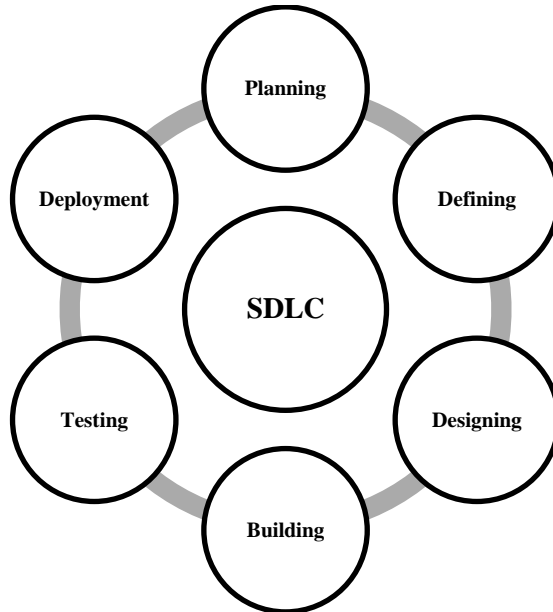 Planning
Deployment
Defining
SDLC
Testing
Designing
Building